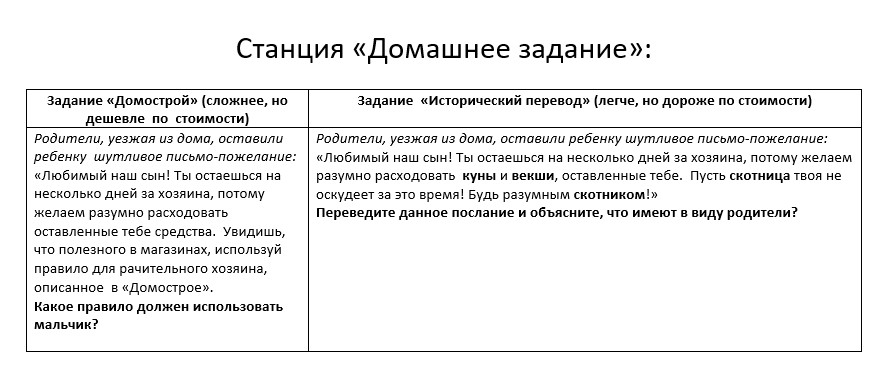 Станция «Домашнее задание»:
Задание «Домострой» (сложнее, но
дешевле по стоимости)
Родители, уезжая из дома, оставили
ребенку шутливое письмо-пожелание:
«Любимый наш сын! Ты остаешься на
несколько дней за хозяина, потому
желаем разумно расходовать
оставленные тебе средства. Увидишь,
что полезного в магазинах, используй
правило для рачительного хозяина,
описанное в «Домострое».
Какое правило должен использовать
мальчик?
Задание «Исторический перевод» (легче, но дороже по стоимости)
Родители, уезжая из дома, оставили ребенку шутливое письмо-пожелание:
«Любимый наш сын! Ты остаешься на несколько дней за хозяина, потому желаем
разумно расходовать куны и векши, оставленные тебе. Пусть скотница твоя не
оскудеет за это время! Будь разумным скотником!»
Переведите данное послание и объясните, что имеют в виду родители?